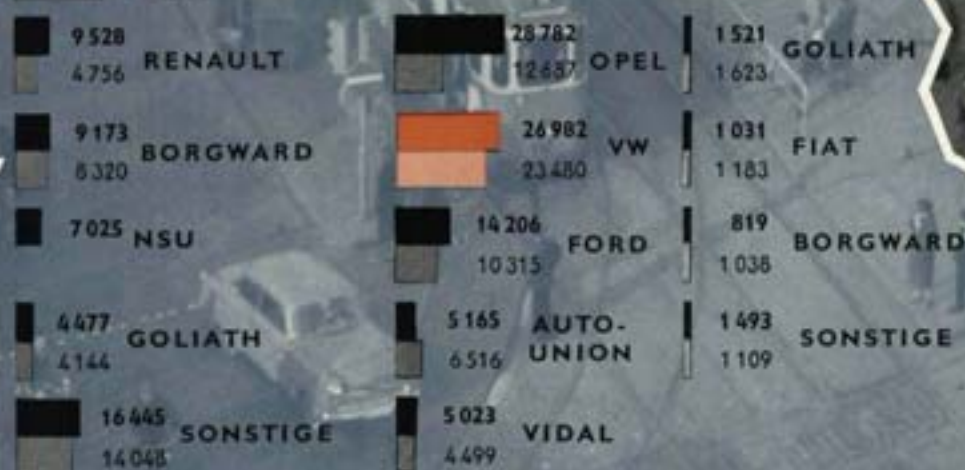 9 528
4 756
RENAULT
9 173
8 320
BORGWARD
7 025
NSU
4 477
4 144
GOLIATH
16 445
14 048
SONSTIGE
28 782
12 687
OPEL
26 982
23 480
VW
14 206
10 315
FORD
5 165
6 516
AUTO-
UNION
5 023
4 499
VIDAL
1 521
1 623
GOLIATH
1 031
1 183
FIAT
819
1 038
BORGWARD
1 493
1 109
SONSTIGE